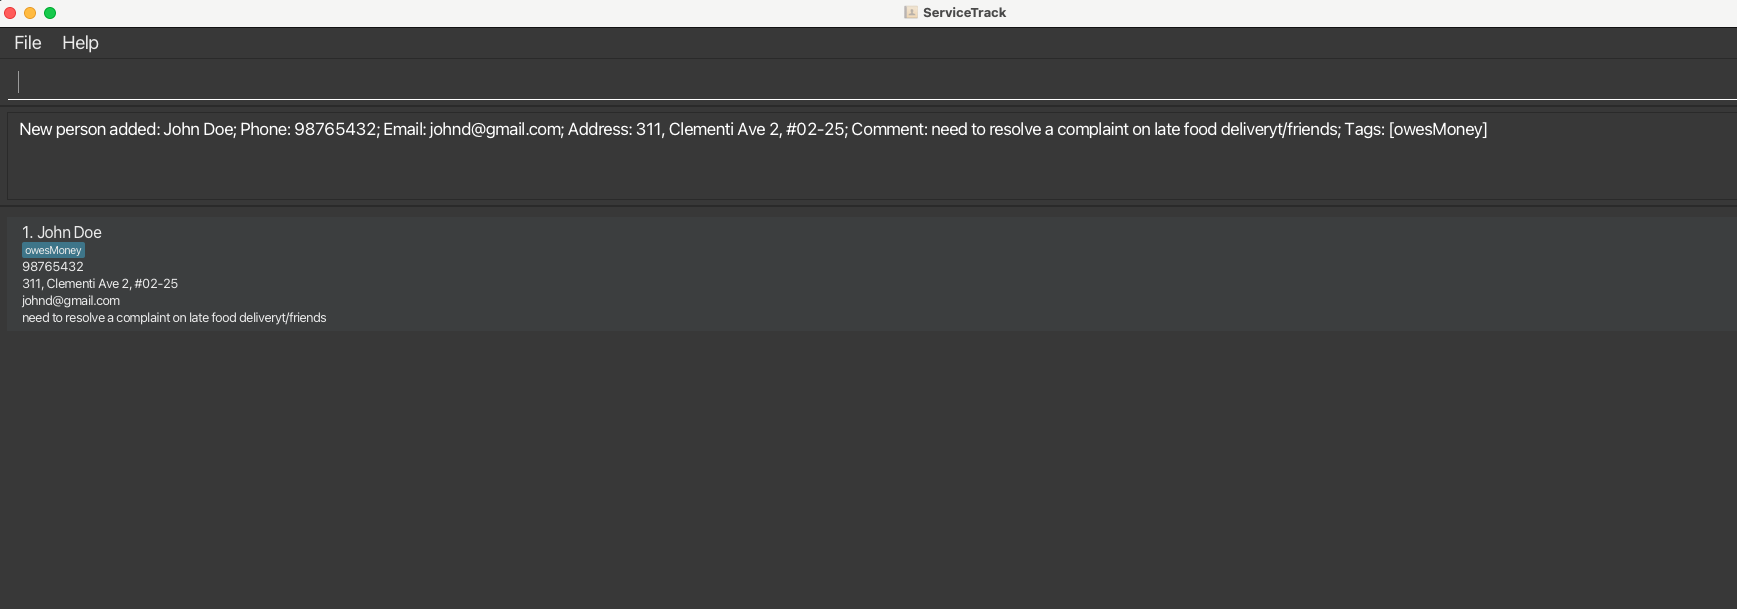 ServiceTrack
File Help
New person added: John Doe; Phone: 98765432; Email: johnd@gmail.com; Address: 311, Clementi Ave 2, #02-25; Comment: need to resolve a complaint on late food deliveryt/friends; Tags: [owesMoney]
1. John Doe
owesMoney
98765432
311, Clementi Ave 2, #02-25
johnd@gmail.com
need to resolve a complaint on late food deliveryt/friends